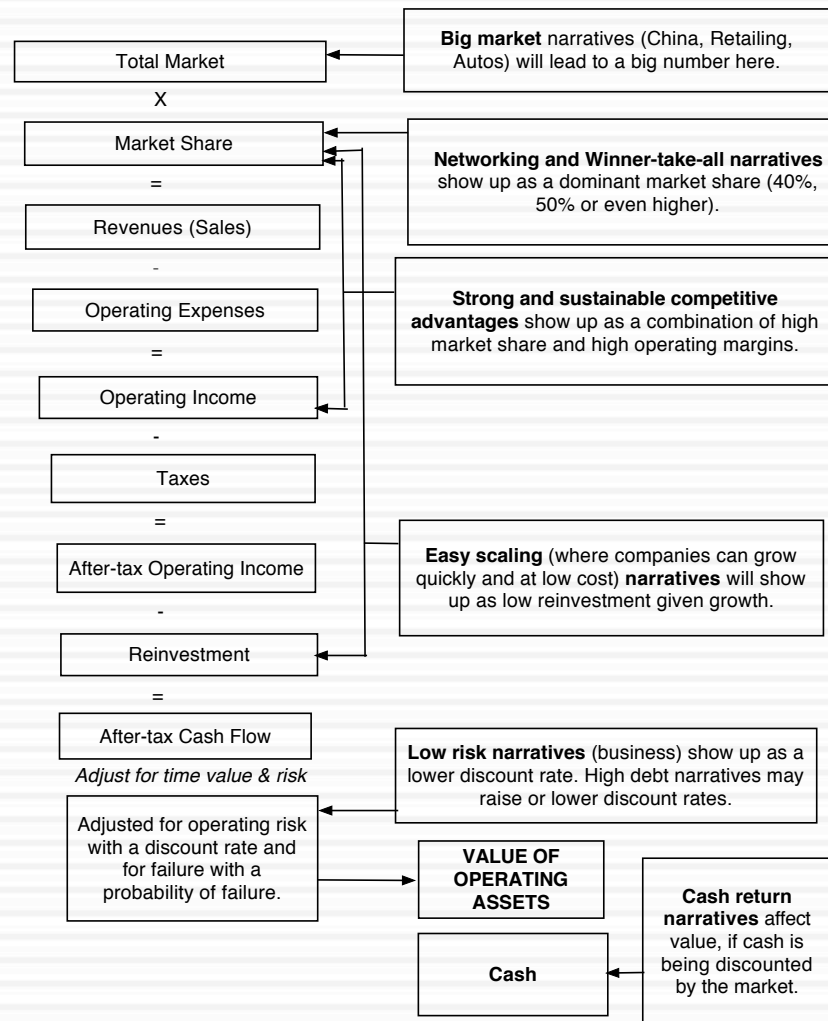 Total Market
Big market narratives (China, Retailing,
Autos) will lead to a big number here.
X
Market Share
=
Networking and Winner-take-all narratives
show up as a dominant market share (40%,
50% or even higher).
Revenues (Sales)
-
Operating Expenses
=
Strong and sustainable competitive
advantages show up as a combination of high
market share and high operating margins.
Operating Income
-
Taxes
=
After-tax Operating Income
-
Easy scaling (where companies can grow
quickly and at low cost) narratives will show
up as low reinvestment given growth.
Reinvestment
=
After-tax Cash Flow
Adjust for time value & risk
Low risk narratives (business) show up as a
lower discount rate. High debt narratives may
raise or lower discount rates.
Adjusted for operating risk
with a discount rate and
for failure with a
probability of failure.
VALUE OF
OPERATING
ASSETS
Cash
Cash return
narratives affect
value, if cash is
being discounted
by the market.